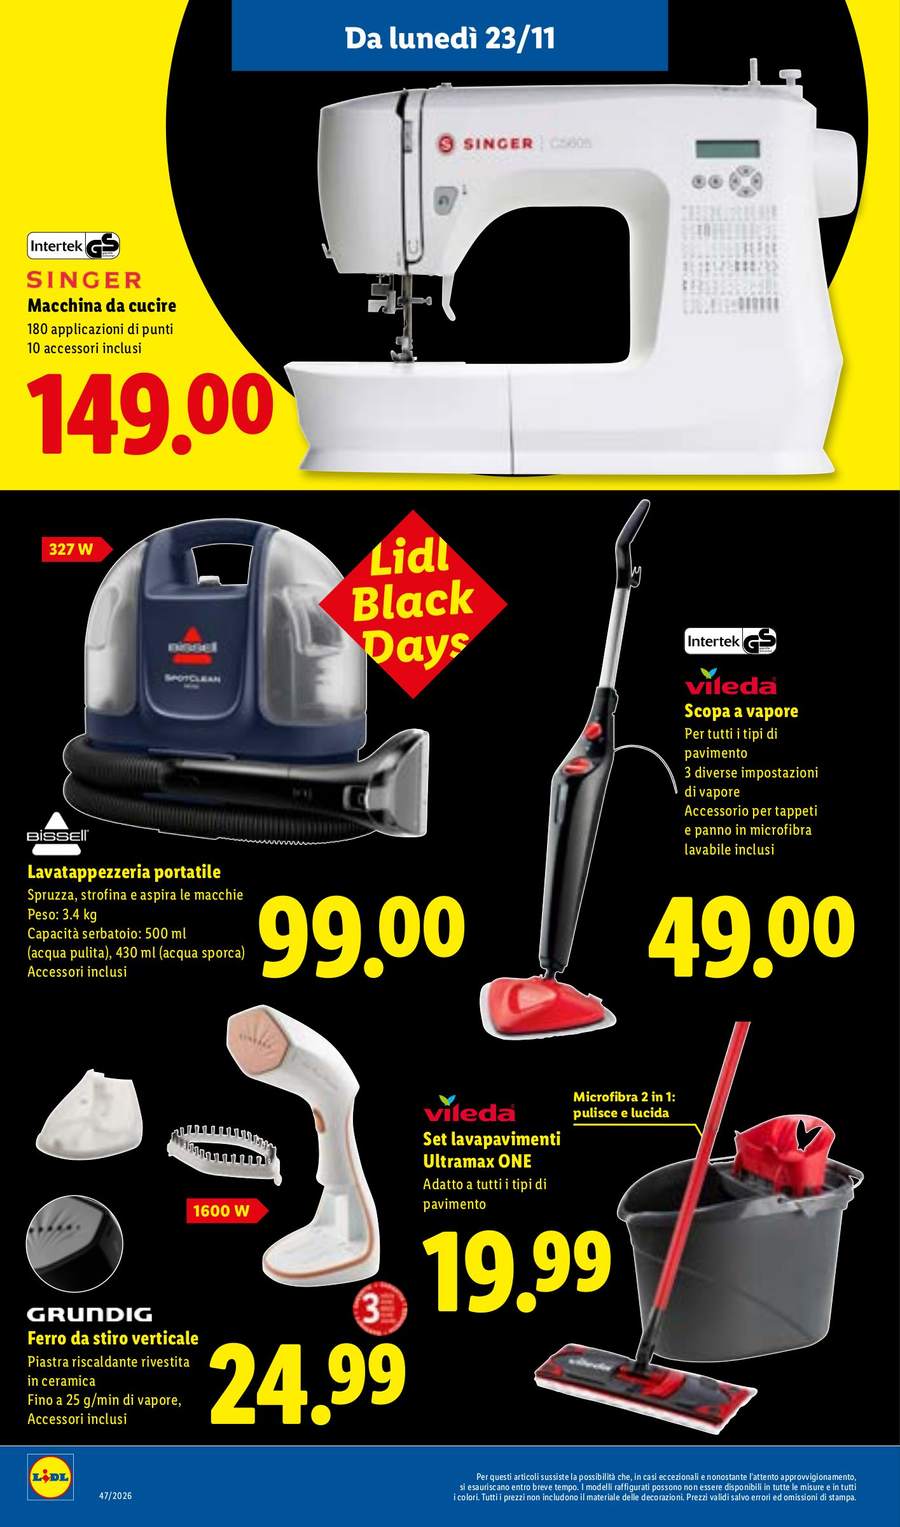 Da lunedì 23/11
SINGER | C5605
Intertek GS
SINGER
Macchina da cucire
180 applicazioni di punti
10 accessori inclusi
149.00
327 W
Lidl
Black
Days
BISSELL
SPOTCLEAN
Intertek GS
vileda
Scopa a vapore
Per tutti i tipi di
pavimento
3 diverse impostazioni
di vapore
Accessorio per tappeti
e panno in microfibra
lavabile inclusi
49.00
BISSELL
Lavatappezzeria portatile
Spruzza, strofina e aspira le macchie
Peso: 3.4 kg
Capacità serbatoio: 500 ml
(acqua pulita), 430 ml (acqua sporca)
Accessori inclusi
99.00
vileda
Set lavapavimenti
Ultramax ONE
Adatto a tutti i tipi di
pavimento
Microfibra 2 in 1:
pulisce e lucida
19.99
1600 W
GRUNDIG
Ferro da stiro verticale
Piastra riscaldante rivestita
in ceramica
Fino a 25 g/min di vapore,
Accessori inclusi
3
24.99
vileda
LIDL
47/2026
Per questi articoli sussiste la possibilità che, in casi eccezionali e nonostante l'attento approvvigionamento,
si esauriscano entro breve tempo. I modelli raffigurati possono non essere disponibili in tutte le misure e in tutti
i colori. Tutti i prezzi non includono il materiale delle decorazioni. Prezzi validi salvo errori ed omissioni di stampa.